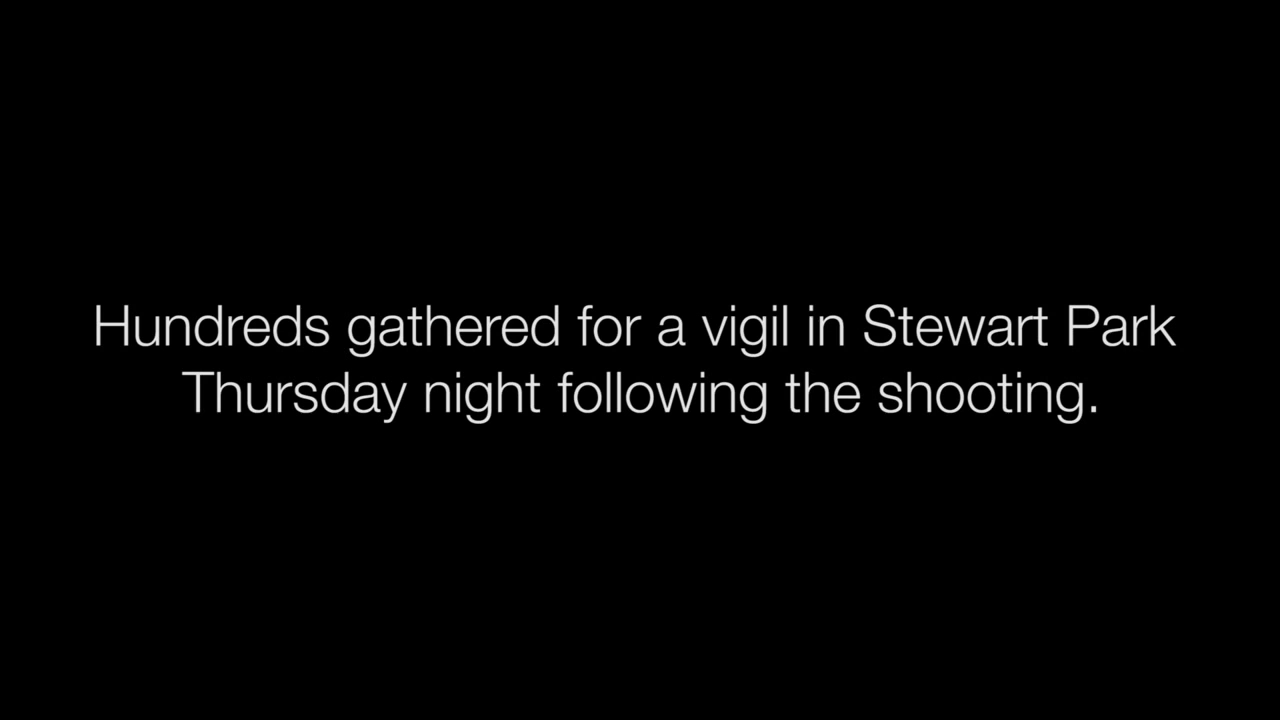 Hundreds gathered for a vigil in Stewart Park
Thursday night following the shooting.